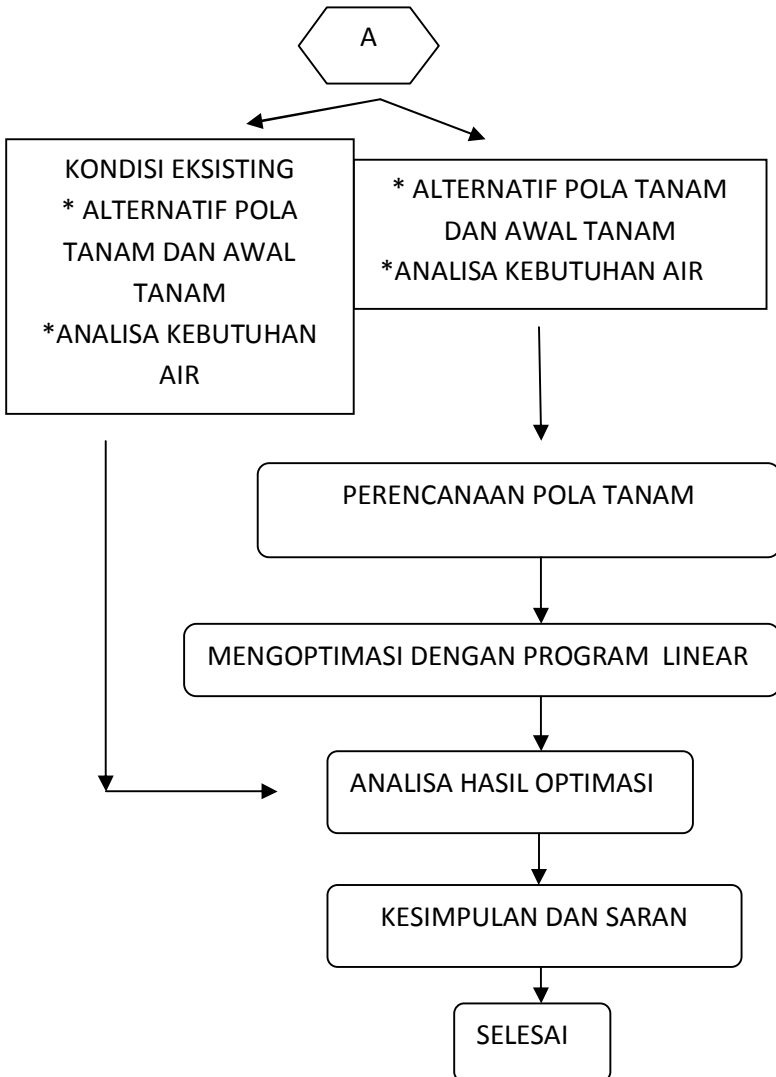 A
KONDISI EKSISTING
* ALTERNATIF POLA
TANAM DAN AWAL
TANAM
*ANALISA KEBUTUHAN
AIR
* ALTERNATIF POLA TANAM
DAN AWAL TANAM
*ANALISA KEBUTUHAN AIR
PERENCANAAN POLA TANAM
MENGOPTIMASI DENGAN PROGRAM LINEAR
ANALISA HASIL OPTIMASI
KESIMPULAN DAN SARAN
SELESAI